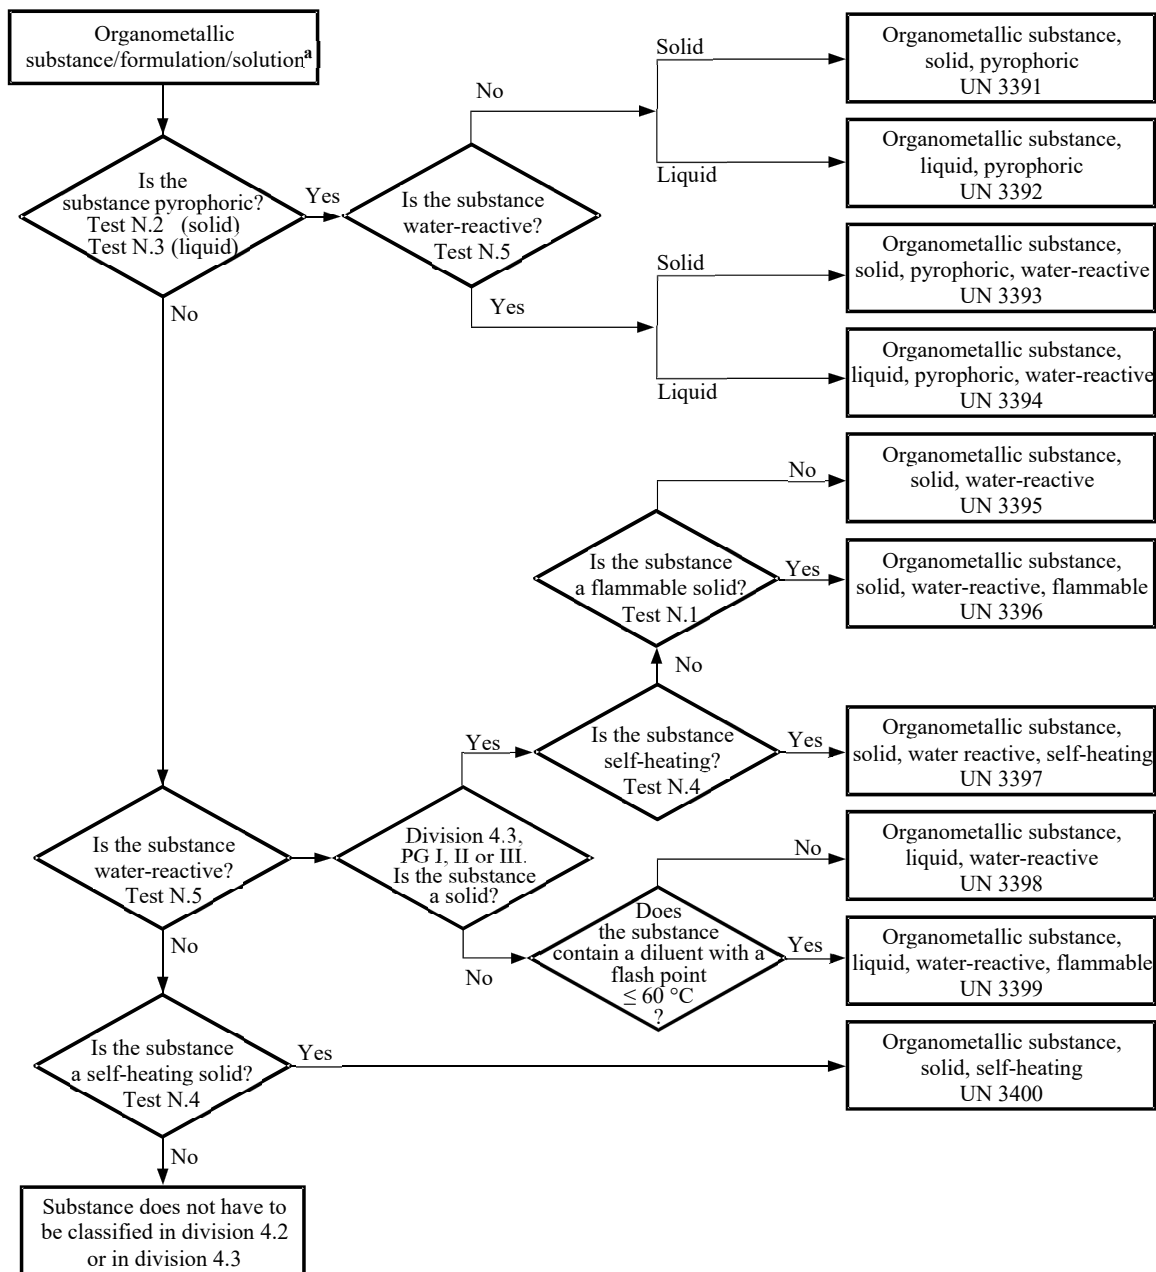 Organometallic
substance/formulation/solutionᵃ
Is the
substance pyrophoric?
Test N.2 (solid)
Test N.3 (liquid)
Yes
No
Is the substance
water-reactive?
Test N.5
No
Yes
Solid
Liquid
Solid
Liquid
Organometallic substance,
solid, pyrophoric
UN 3391
Organometallic substance,
liquid, pyrophoric
UN 3392
Organometallic substance,
solid, pyrophoric, water-reactive
UN 3393
Organometallic substance,
liquid, pyrophoric, water-reactive
UN 3394
No
Organometallic substance,
solid, water-reactive
UN 3395
Is the substance
a flammable solid?
Test N.1
Yes
Organometallic substance,
solid, water-reactive, flammable
UN 3396
No
Is the substance
self-heating?
Test N.4
Yes
Organometallic substance,
solid, water reactive, self-heating
UN 3397
Yes
Is the substance
water-reactive?
Test N.5
Division 4.3,
PG I, II or III.
Is the substance
a solid?
No
Organometallic substance,
liquid, water-reactive
UN 3398
No
No
Does
the substance
contain a diluent with a
flash point
≤ 60 °C
?
Yes
Organometallic substance,
liquid, water-reactive, flammable
UN 3399
Is the substance
a self-heating solid?
Test N.4
Yes
Organometallic substance,
solid, self-heating
UN 3400
No
Substance does not have to
be classified in division 4.2
or in division 4.3